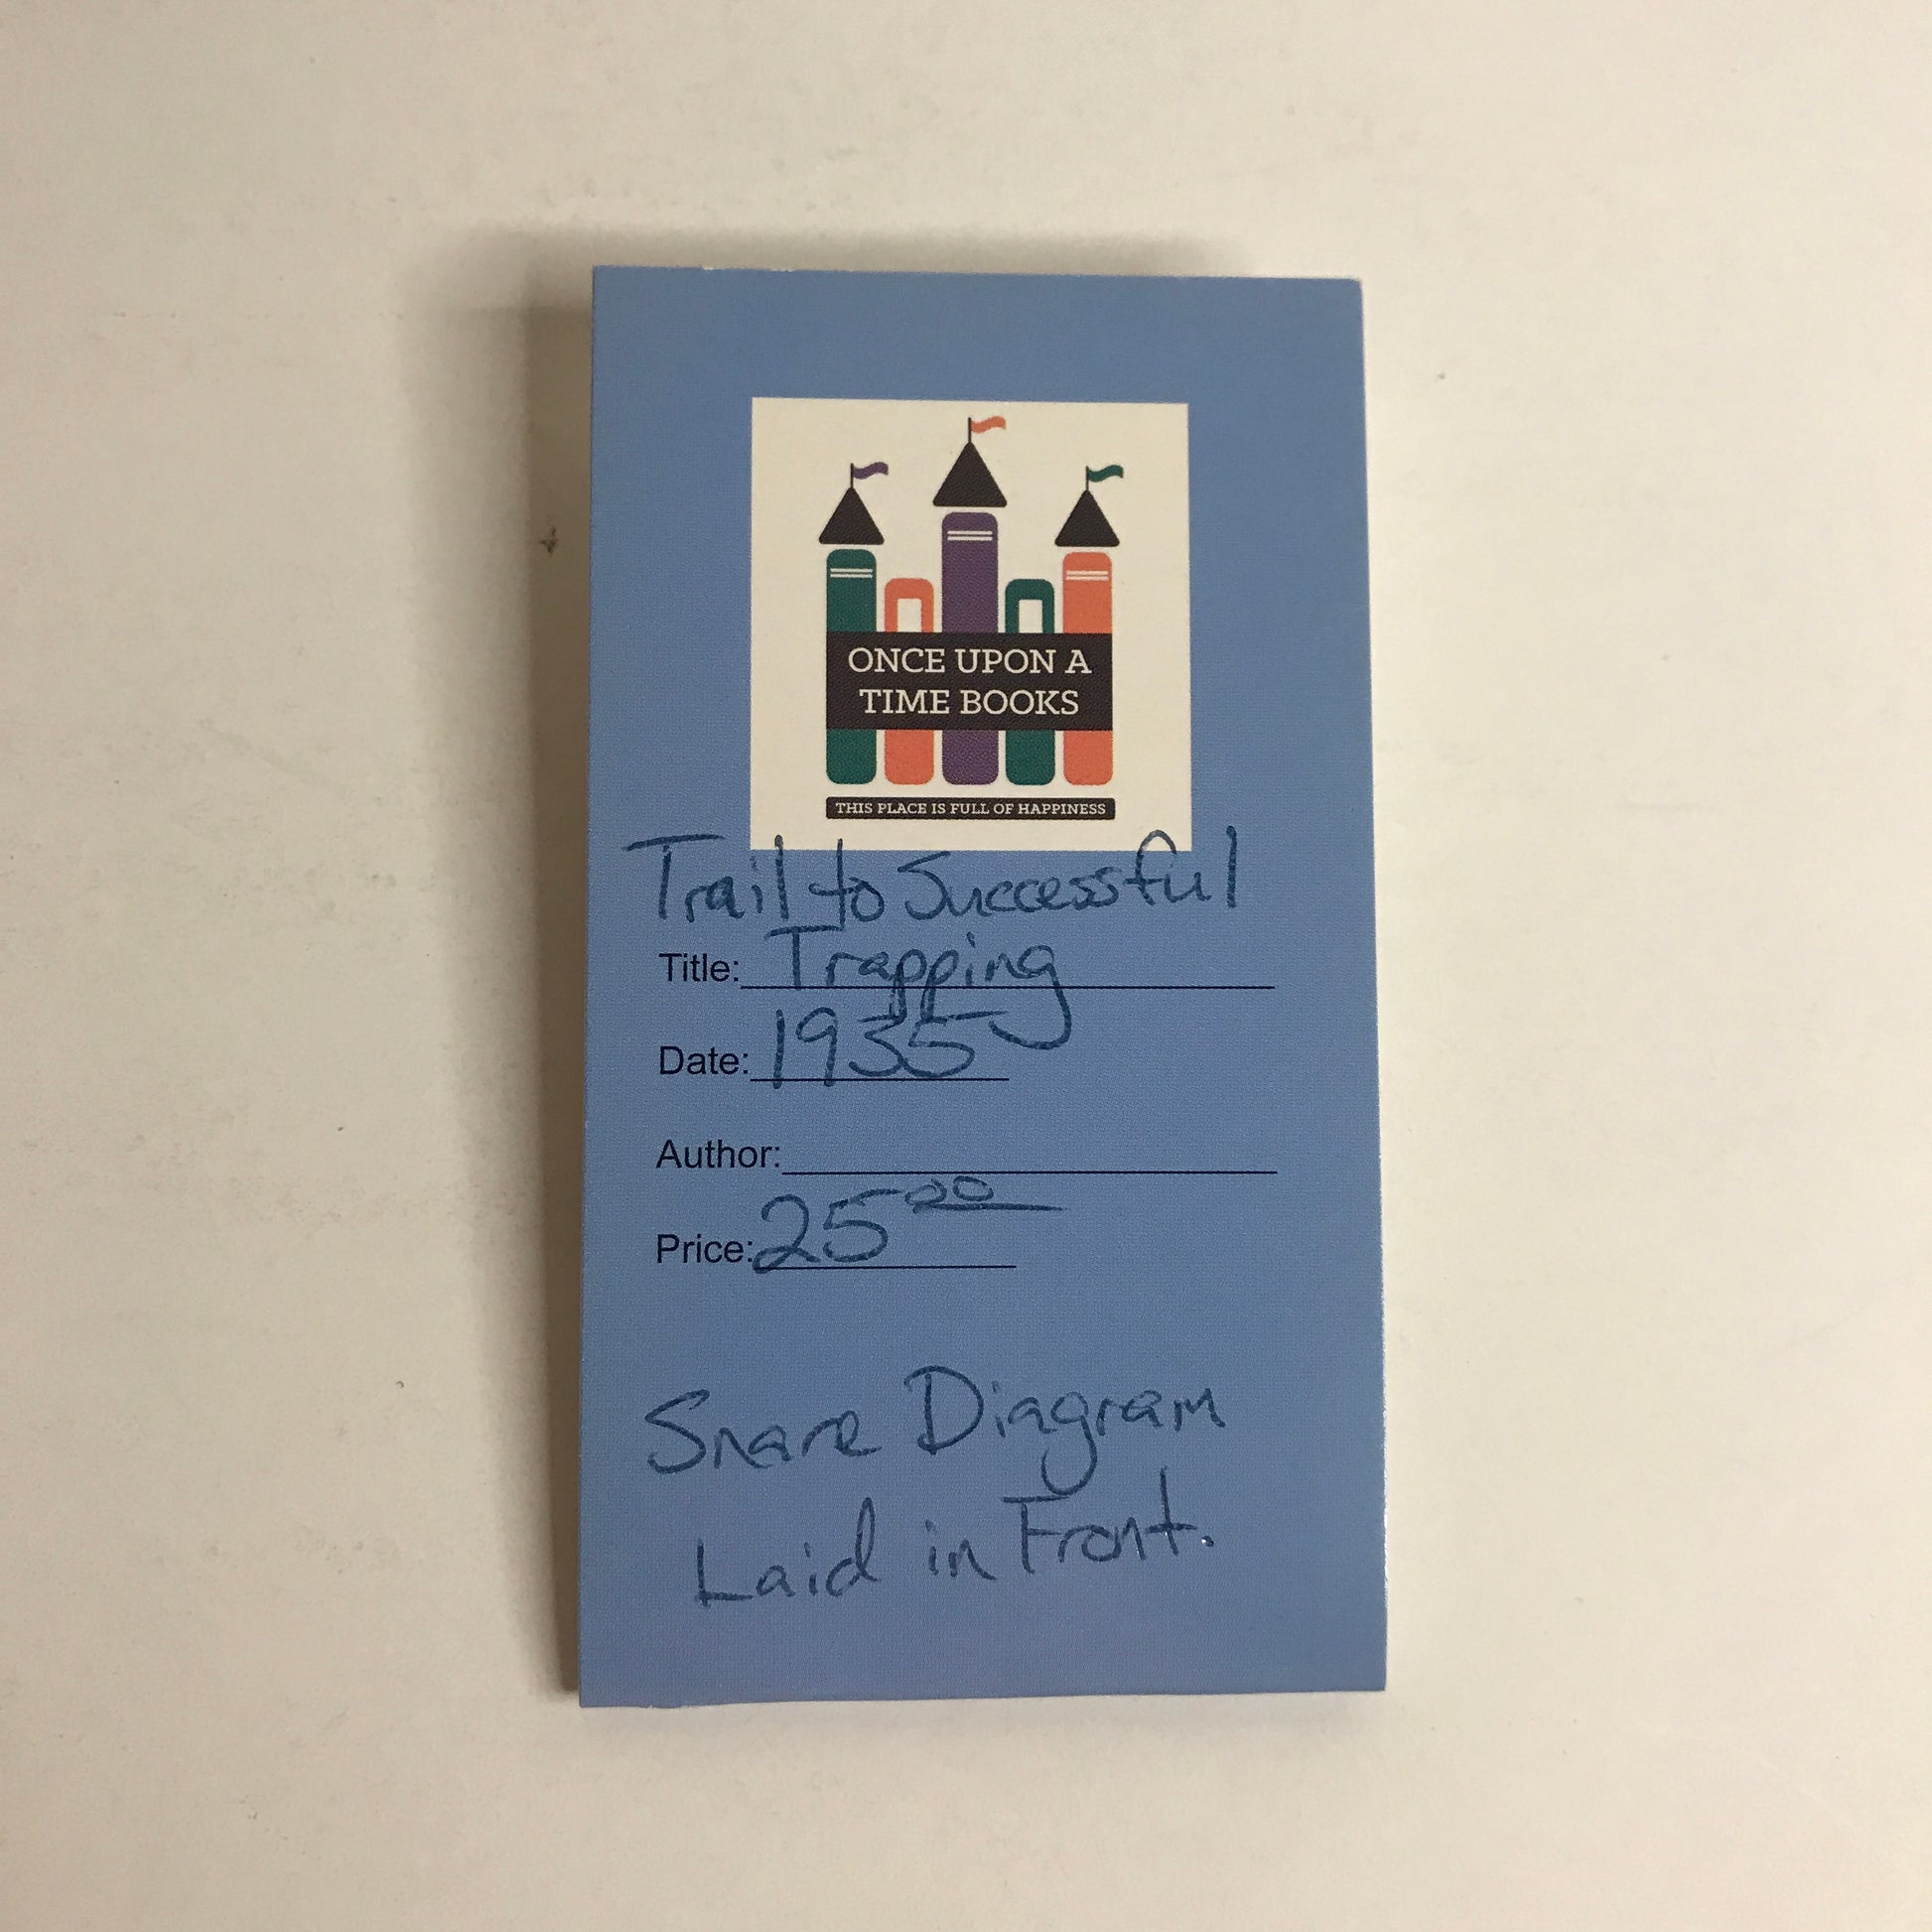 ONCE UPON A
TIME BOOKS
THIS PLACE IS FULL OF HAPPINESS
Trail to Successful
Title: Trapping
Date: 1935
Author:
Price: 25 00
Snare Diagram
Laid in Front.